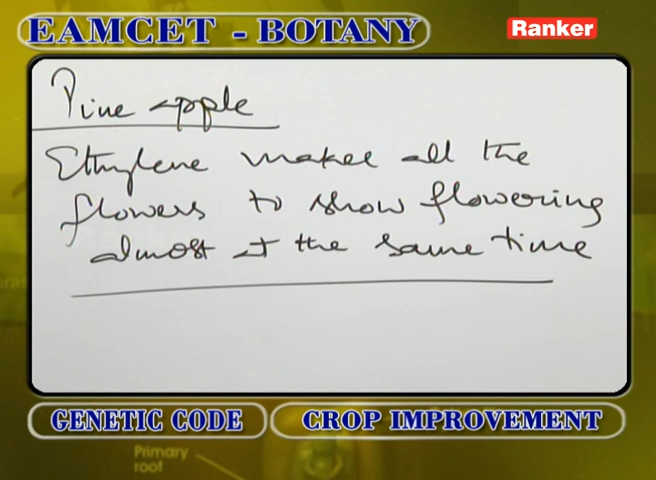 EAMCET - BOTANY
Ranker
Pine apple
Ethylene makes all the
flowers to show flowering
almost at the same time
GENETIC CODE
CROP IMPROVEMENT
Primary
root